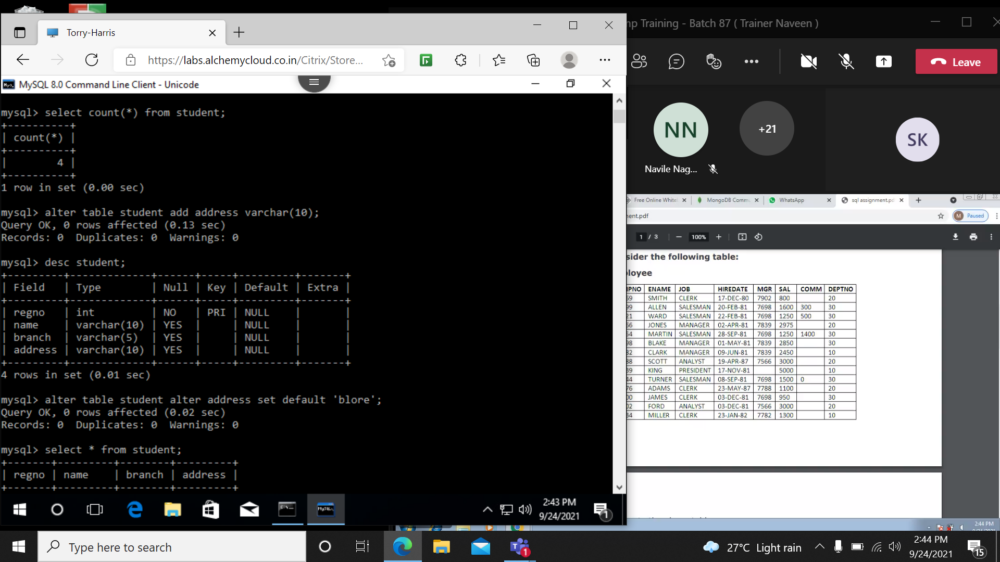 Torry-Harris
https://labs.alchemycloud.co.in/Citrix/Store...
MySQL 8.0 Command Line Client - Unicode
mysql> select count(*) from student;
+----------+
| count(*) |
+----------+
|        4 |
+----------+
1 row in set (0.00 sec)
mysql> alter table student add address varchar(10);
Query OK, 0 rows affected (0.13 sec)
Records: 0  Duplicates: 0  Warnings: 0
mysql> desc student;
+---------+-------------+------+-----+---------+-------+
| Field   | Type        | Null | Key | Default | Extra |
+---------+-------------+------+-----+---------+-------+
| regno   | int         | NO   | PRI | NULL    |       |
| name    | varchar(10) | YES  |     | NULL    |       |
| branch  | varchar(5)  | YES  |     | NULL    |       |
| address | varchar(10) | YES  |     | NULL    |       |
+---------+-------------+------+-----+---------+-------+
4 rows in set (0.01 sec)
mysql> alter table student alter address set default 'blore';
Query OK, 0 rows affected (0.02 sec)
Records: 0  Duplicates: 0  Warnings: 0
mysql> select * from student;
+-------+---------+--------+---------+
| regno | name    | branch | address |
+-------+---------+--------+---------+
2:43 PM
9/24/2021
1
mp Training - Batch 87 ( Trainer Naveen )
Leave
NN
+21
SK
Navile Nag...
Free Online White MongoDB Commu WhatsApp sql assignment.pd
ment.pdf
M Paused
1 / 3 100%
sider the following table:
ployee
MPNO ENAME JOB HIREDATE MGR SAL COMM DEPTNO
69 SMITH CLERK 17-DEC-80 7902 800 20
99 ALLEN SALESMAN 20-FEB-81 7698 1600 300 30
21 WARD SALESMAN 22-FEB-81 7698 1250 500 30
66 JONES MANAGER 02-APR-81 7839 2975 20
54 MARTIN SALESMAN 28-SEP-81 7698 1250 1400 30
98 BLAKE MANAGER 01-MAY-81 7839 2850 30
82 CLARK MANAGER 09-JUN-81 7839 2450 10
88 SCOTT ANALYST 19-APR-87 7566 3000 20
39 KING PRESIDENT 17-NOV-81 5000 10
44 TURNER SALESMAN 08-SEP-81 7698 1500 0 30
76 ADAMS CLERK 23-MAY-87 7788 1100 20
00 JAMES CLERK 03-DEC-81 7698 950 30
02 FORD ANALYST 03-DEC-81 7566 3000 20
34 MILLER CLERK 23-JAN-82 7782 1300 10
2:44 PM
Type here to search
1
27°C Light rain
2:44 PM
9/24/2021
15